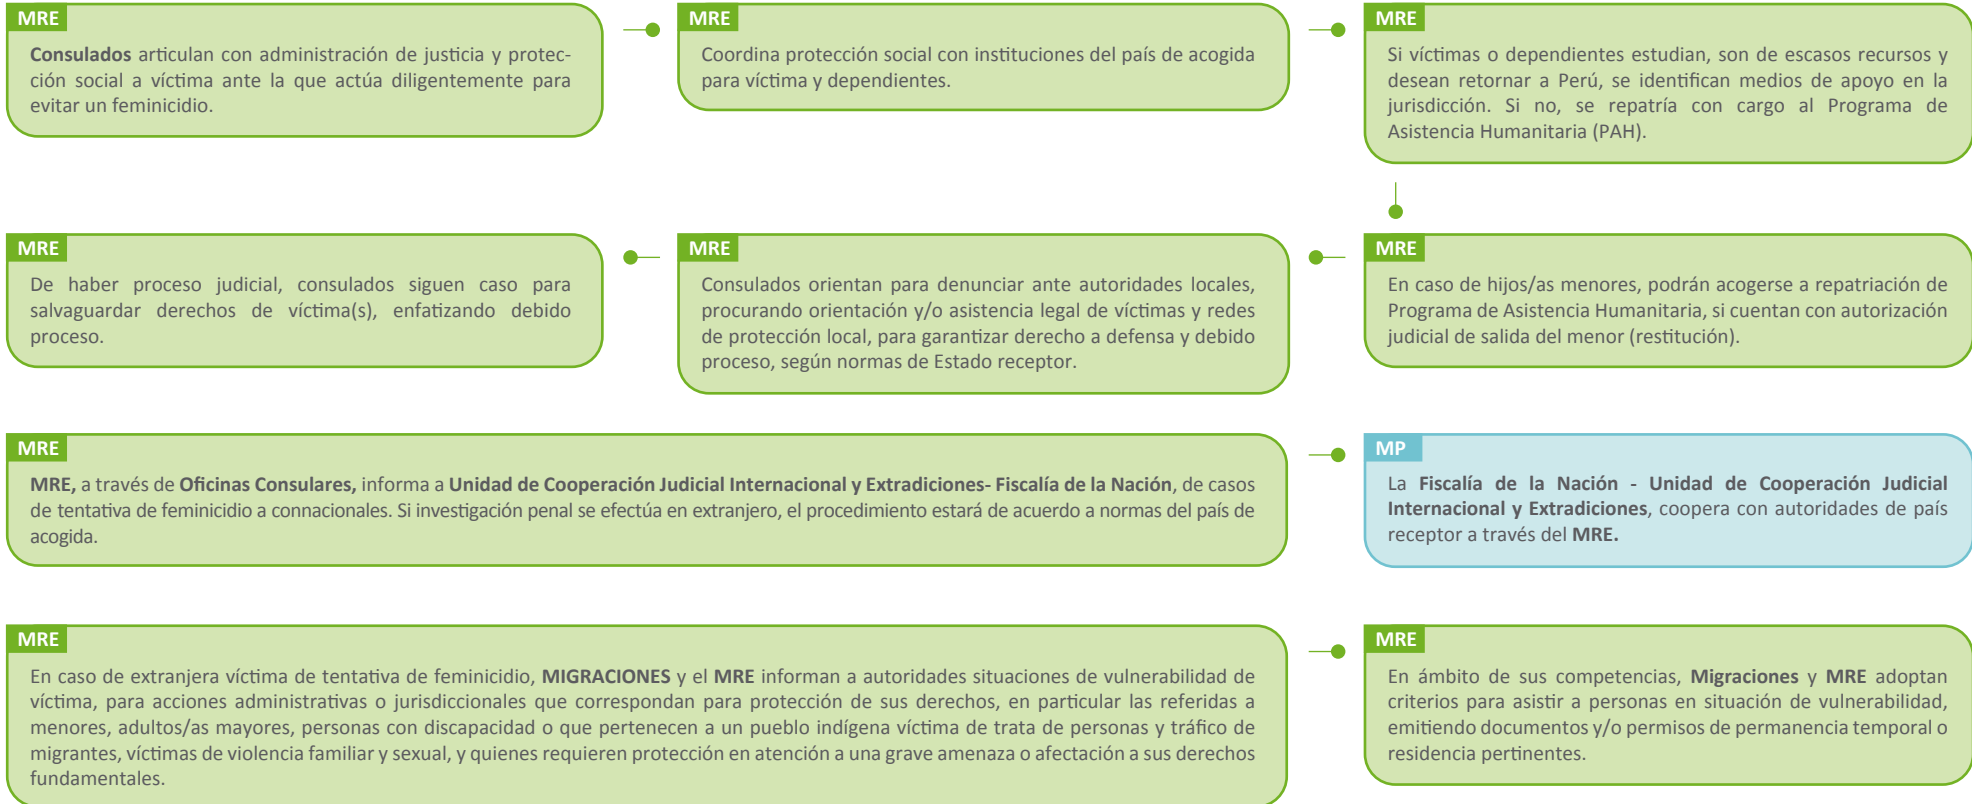 MRE
Consulados articulan con administración de justicia y protec-
ción social a víctima ante la que actúa diligentemente para
evitar un feminicidio.
MRE
Coordina protección social con instituciones del país de acogida
para víctima y dependientes.
MRE
Si víctimas o dependientes estudian, son de escasos recursos y
desean retornar a Perú, se identifican medios de apoyo en la
jurisdicción. Si no, se repatría con cargo al Programa de
Asistencia Humanitaria (PAH).
MRE
En caso de hijos/as menores, podrán acogerse a repatriación de
Programa de Asistencia Humanitaria, si cuentan con autorización
judicial de salida del menor (restitución).
MRE
Consulados orientan para denunciar ante autoridades locales,
procurando orientación y/o asistencia legal de víctimas y redes
de protección local, para garantizar derecho a defensa y debido
proceso, según normas de Estado receptor.
MRE
De haber proceso judicial, consulados siguen caso para
salvaguardar derechos de víctima(s), enfatizando debido
proceso.
MRE
MRE, a través de Oficinas Consulares, informa a Unidad de Cooperación Judicial Internacional y Extradiciones- Fiscalía de la Nación, de casos
de tentativa de feminicidio a connacionales. Si investigación penal se efectúa en extranjero, el procedimiento estará de acuerdo a normas del país de
acogida.
MP
La Fiscalía de la Nación - Unidad de Cooperación Judicial
Internacional y Extradiciones, coopera con autoridades de país
receptor a través del MRE.
MRE
En caso de extranjera víctima de tentativa de feminicidio, MIGRACIONES y el MRE informan a autoridades situaciones de vulnerabilidad de
víctima, para acciones administrativas o jurisdiccionales que correspondan para protección de sus derechos, en particular las referidas a
menores, adultos/as mayores, personas con discapacidad o que pertenecen a un pueblo indígena víctima de trata de personas y tráfico de
migrantes, víctimas de violencia familiar y sexual, y quienes requieren protección en atención a una grave amenaza o afectación a sus derechos
fundamentales.
MRE
En ámbito de sus competencias, Migraciones y MRE adoptan
criterios para asistir a personas en situación de vulnerabilidad,
emitiendo documentos y/o permisos de permanencia temporal o
residencia pertinentes.